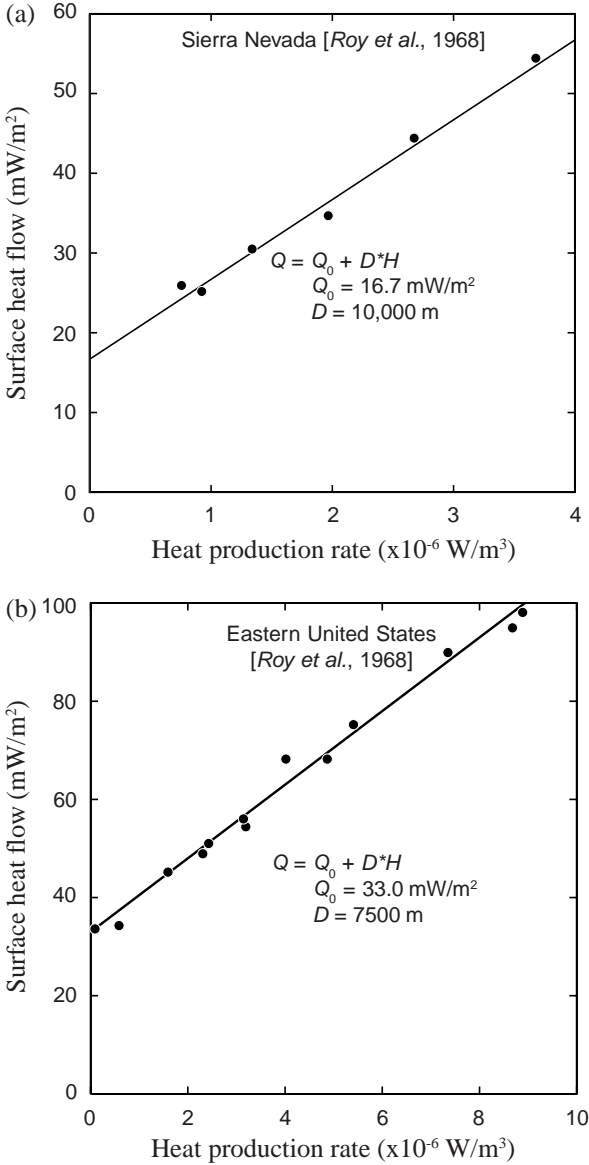 (a)
60
50
40
30
20
10
0
Surface heat flow (mW/m²)
Sierra Nevada [Roy et al., 1968]
Q = Q₀ + D*H
Q₀ = 16.7 mW/m²
D = 10,000 m
0 1 2 3 4
Heat production rate (x10⁻⁶ W/m³)
(b)
100
80
60
40
20
0
Surface heat flow (mW/m²)
Eastern United States
[Roy et al., 1968]
Q = Q₀ + D*H
Q₀ = 33.0 mW/m²
D = 7500 m
0 2 4 6 8 10
Heat production rate (x10⁻⁶ W/m³)